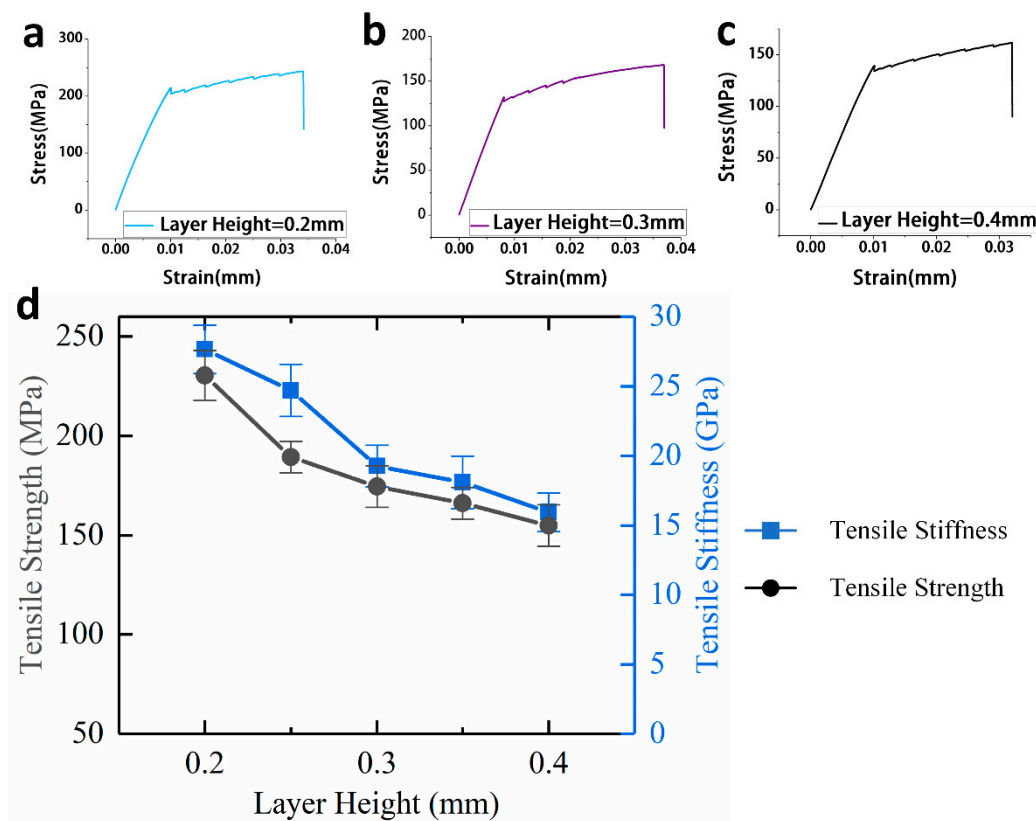 a
300
200
100
0
Stress(MPa)
Layer Height=0.2mm
0.00 0.01 0.02 0.03 0.04
Strain(mm)
b
200
150
100
50
0
Stress(MPa)
Layer Height=0.3mm
0.00 0.01 0.02 0.03 0.04
Strain(mm)
c
150
100
50
0
Stress(MPa)
Layer Height=0.4mm
0.00 0.01 0.02 0.03
Strain(mm)
d
250
200
150
100
50
Tensile Strength (MPa)
30
25
20
15
10
5
0
Tensile Stiffness (GPa)
0.2 0.3 0.4
Layer Height (mm)
Tensile Stiffness
Tensile Strength